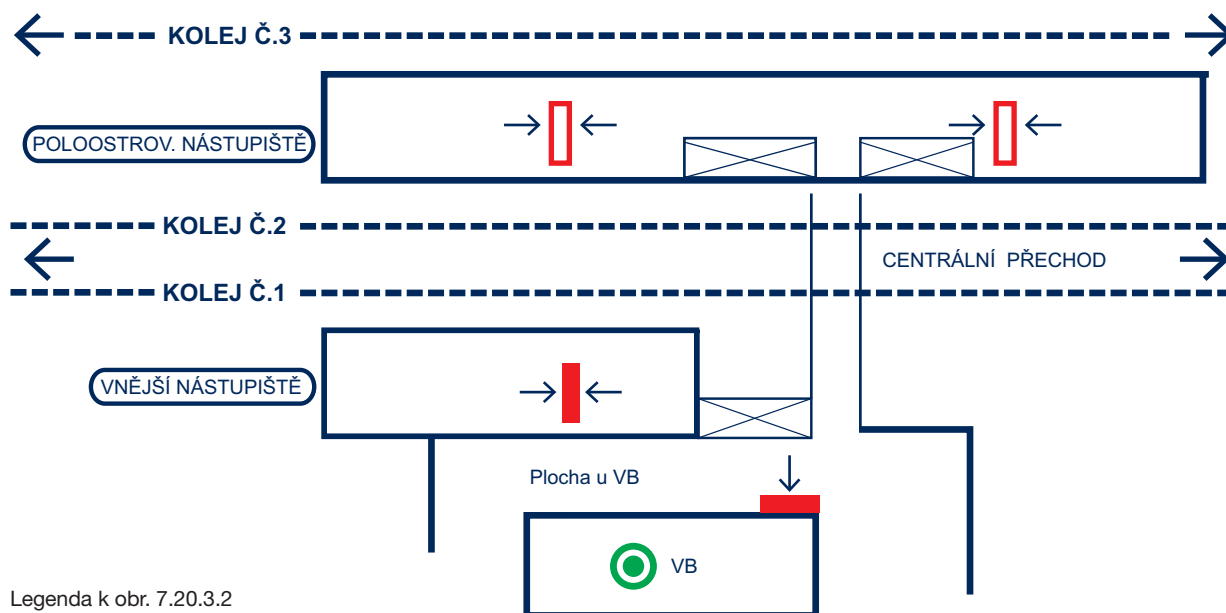 KOLEJ Č.3
POLOOSTROV. NÁSTUPIŠTĚ
KOLEJ Č.2
CENTRÁLNÍ PŘECHOD
KOLEJ Č.1
VNĚJŠÍ NÁSTUPIŠTĚ
Plocha u VB
VB
Legenda k obr. 7.20.3.2